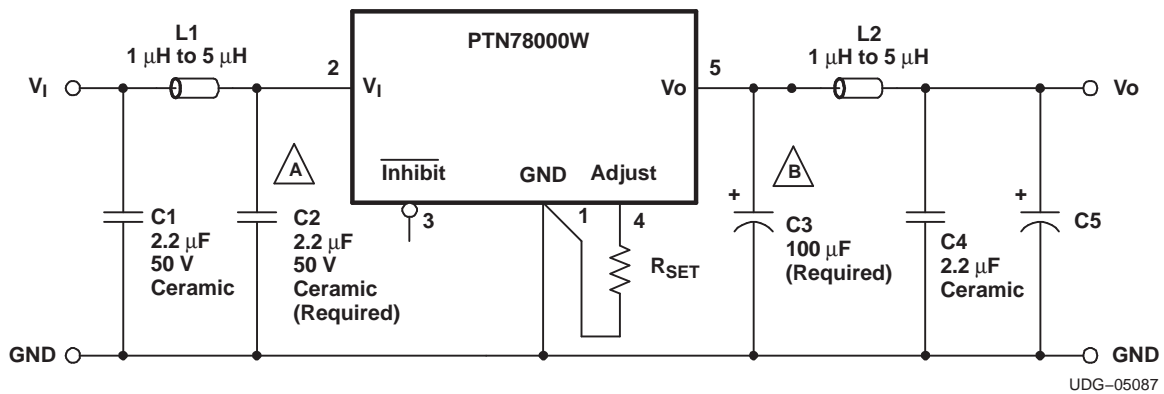 PTN78000W
L1
1 μH to 5 μH
L2
1 μH to 5 μH
2
5
VI
VI
Vo
Vo
A
B
Inhibit
GND
Adjust
3
1
4
C1
2.2 μF
50 V
Ceramic
C2
2.2 μF
50 V
Ceramic
(Required)
RSET
+
C3
100 μF
(Required)
C4
2.2 μF
Ceramic
+
C5
GND
GND
UDG–05087